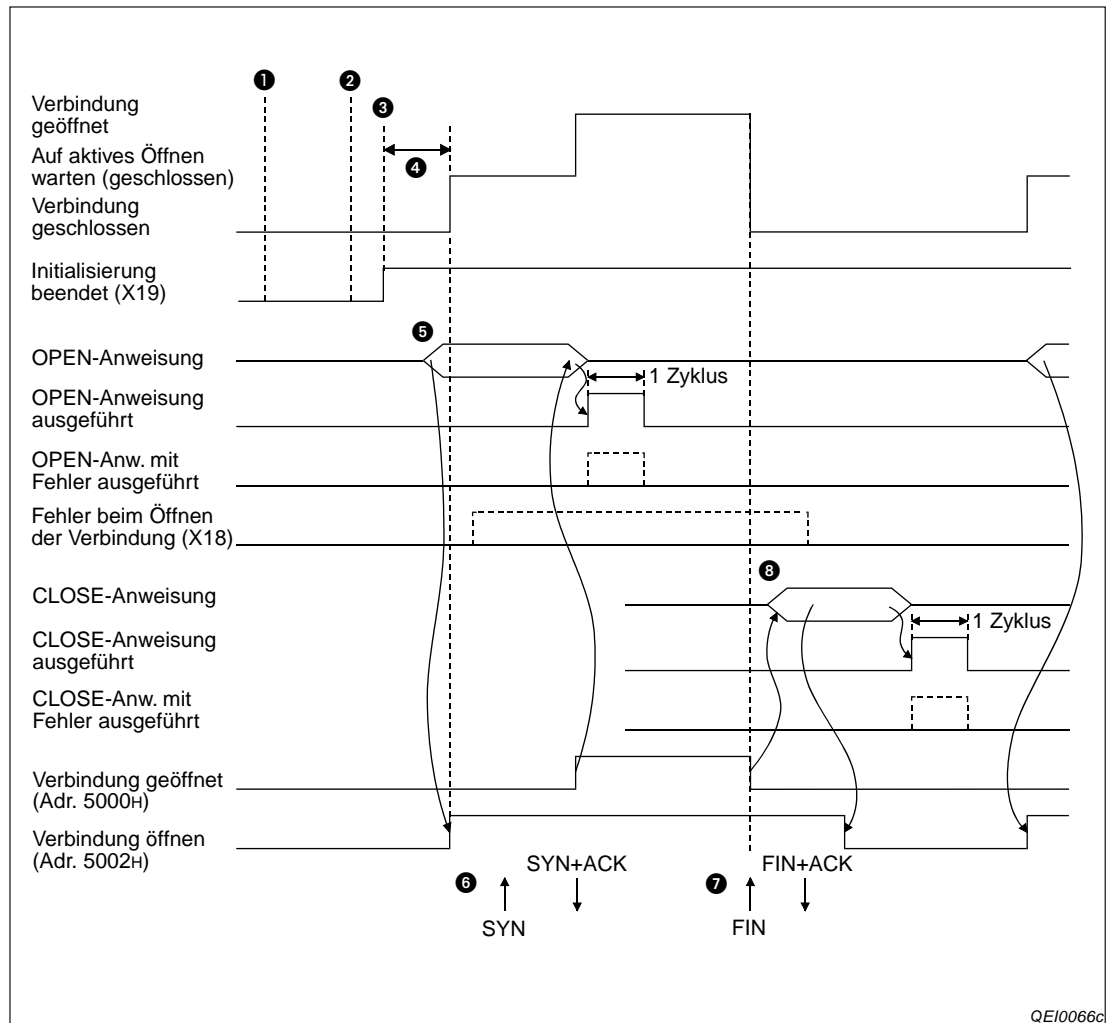 ❶
❷
❸
Verbindung
geöffnet
Auf aktives Öffnen
warten (geschlossen)
❹
Verbindung
geschlossen
Initialisierung
beendet (X19)
❺
OPEN-Anweisung
1 Zyklus
OPEN-Anweisung
ausgeführt
OPEN-Anw. mit
Fehler ausgeführt
Fehler beim Öffnen
der Verbindung (X18)
❽
CLOSE-Anweisung
1 Zyklus
CLOSE-Anweisung
ausgeführt
CLOSE-Anw. mit
Fehler ausgeführt
Verbindung geöffnet
(Adr. 5000H)
Verbindung öffnen
(Adr. 5002H)
SYN+ACK
FIN+ACK
❻
❼
SYN
FIN
QEI0066c